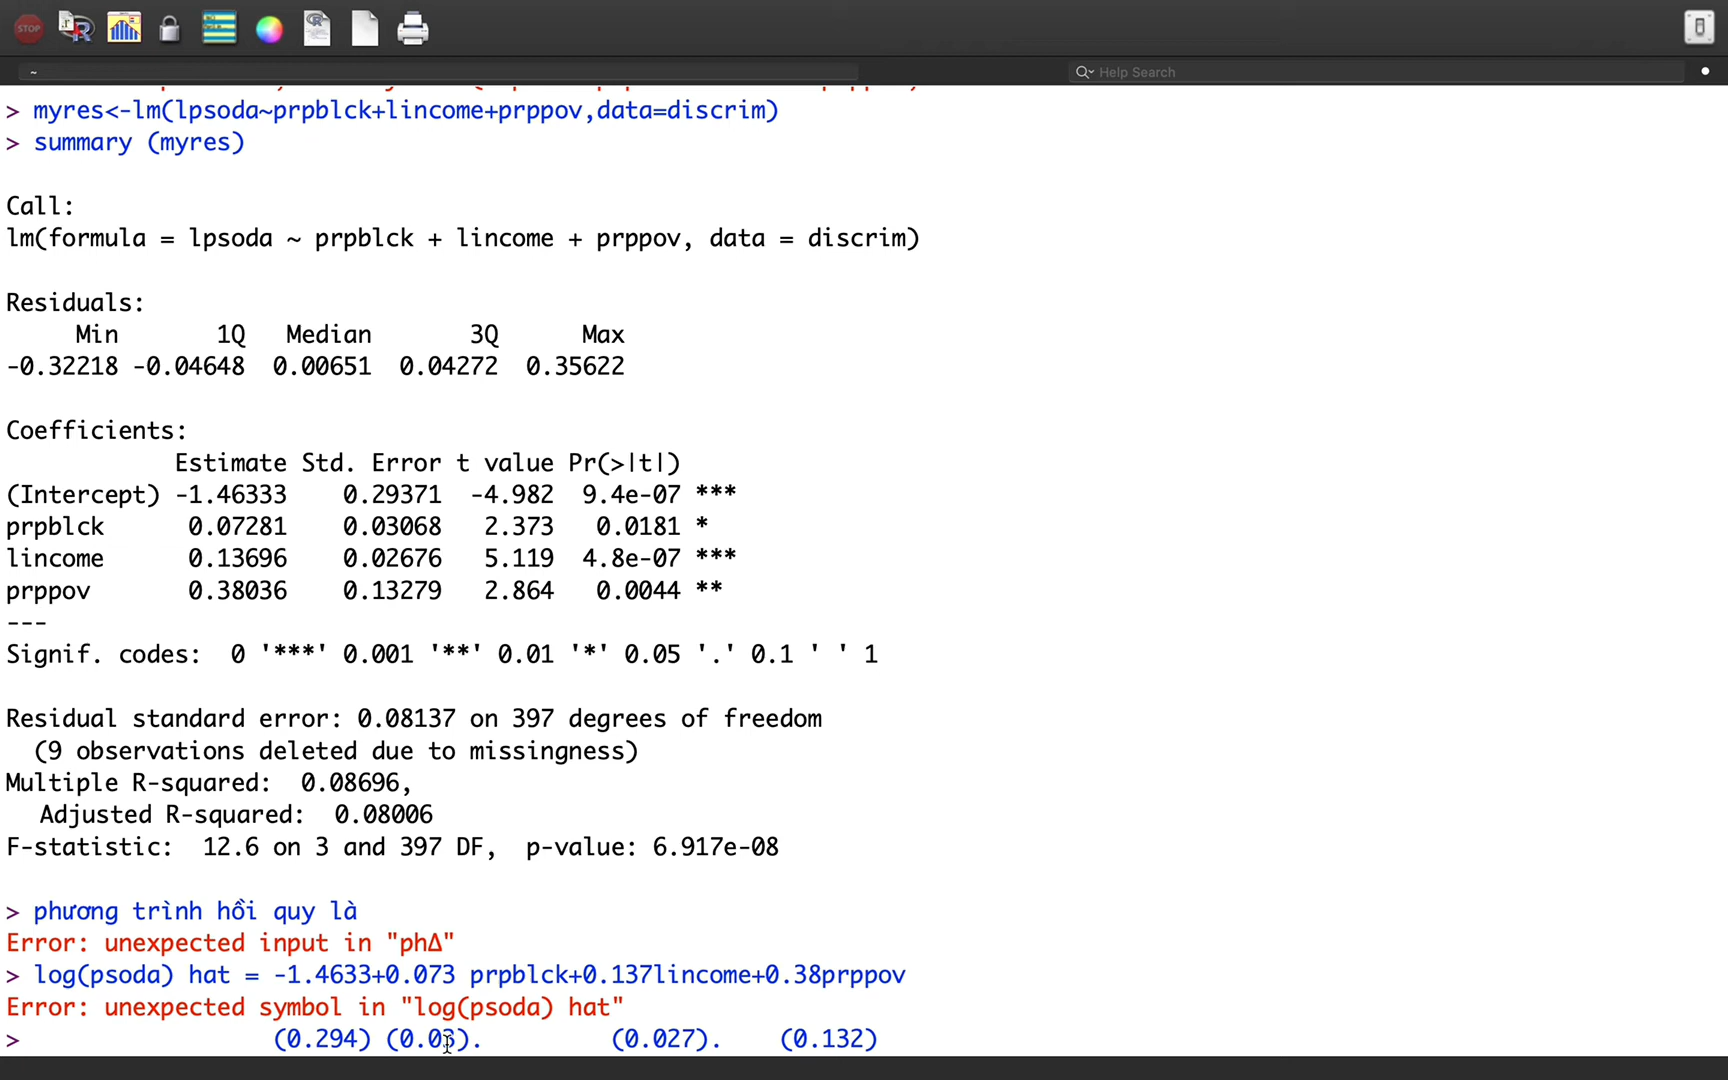 STOP
~
Help Search
> myres<-lm(lpsoda~prpblck+lincome+prppov,data=discrim)
> summary (myres)
Call:
lm(formula = lpsoda ~ prpblck + lincome + prppov, data = discrim)
Residuals:
Min 1Q Median 3Q Max
-0.32218 -0.04648 0.00651 0.04272 0.35622
Coefficients:
Estimate Std. Error t value Pr(>|t|)
(Intercept) -1.46333 0.29371 -4.982 9.4e-07 ***
prpblck 0.07281 0.03068 2.373 0.0181 *
lincome 0.13696 0.02676 5.119 4.8e-07 ***
prppov 0.38036 0.13279 2.864 0.0044 **
---
Signif. codes: 0 '***' 0.001 '**' 0.01 '*' 0.05 '.' 0.1 ' ' 1
Residual standard error: 0.08137 on 397 degrees of freedom
(9 observations deleted due to missingness)
Multiple R-squared: 0.08696,
Adjusted R-squared: 0.08006
F-statistic: 12.6 on 3 and 397 DF, p-value: 6.917e-08
> phương trình hồi quy là
Error: unexpected input in "ph∆"
> log(psoda) hat = -1.4633+0.073 prpblck+0.137lincome+0.38prppov
Error: unexpected symbol in "log(psoda) hat"
> (0.294) (0.03). (0.027). (0.132)